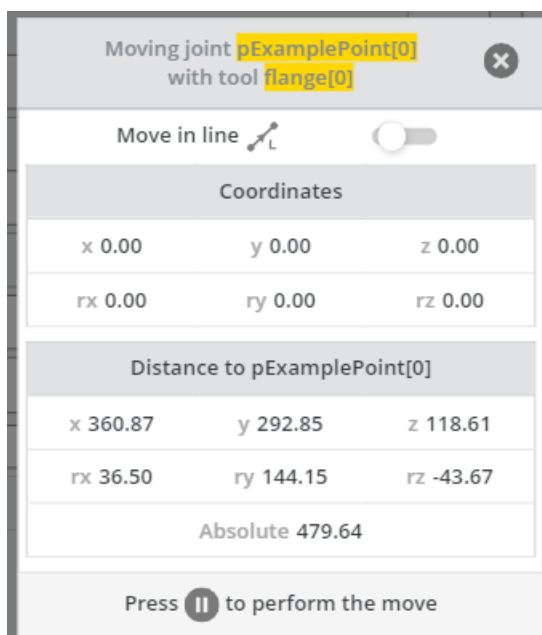 Moving joint pExamplePoint[0]
with tool flange[0]
Move in line L
Coordinates
x 0.00 y 0.00 z 0.00
rx 0.00 ry 0.00 rz 0.00
Distance to pExamplePoint[0]
x 360.87 y 292.85 z 118.61
rx 36.50 ry 144.15 rz -43.67
Absolute 479.64
Press to perform the move